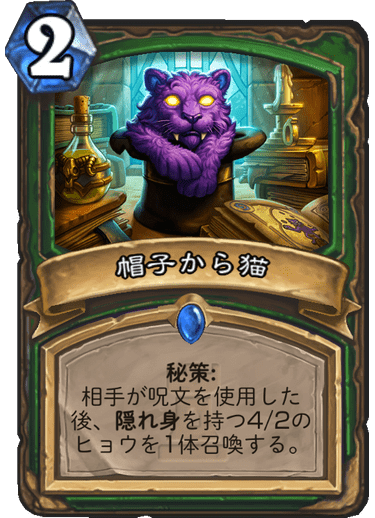 2
帽子から猫
秘策:
相手が呪文を使用した
後、隠れ身を持つ4/2の
ヒョウを1体召喚する。